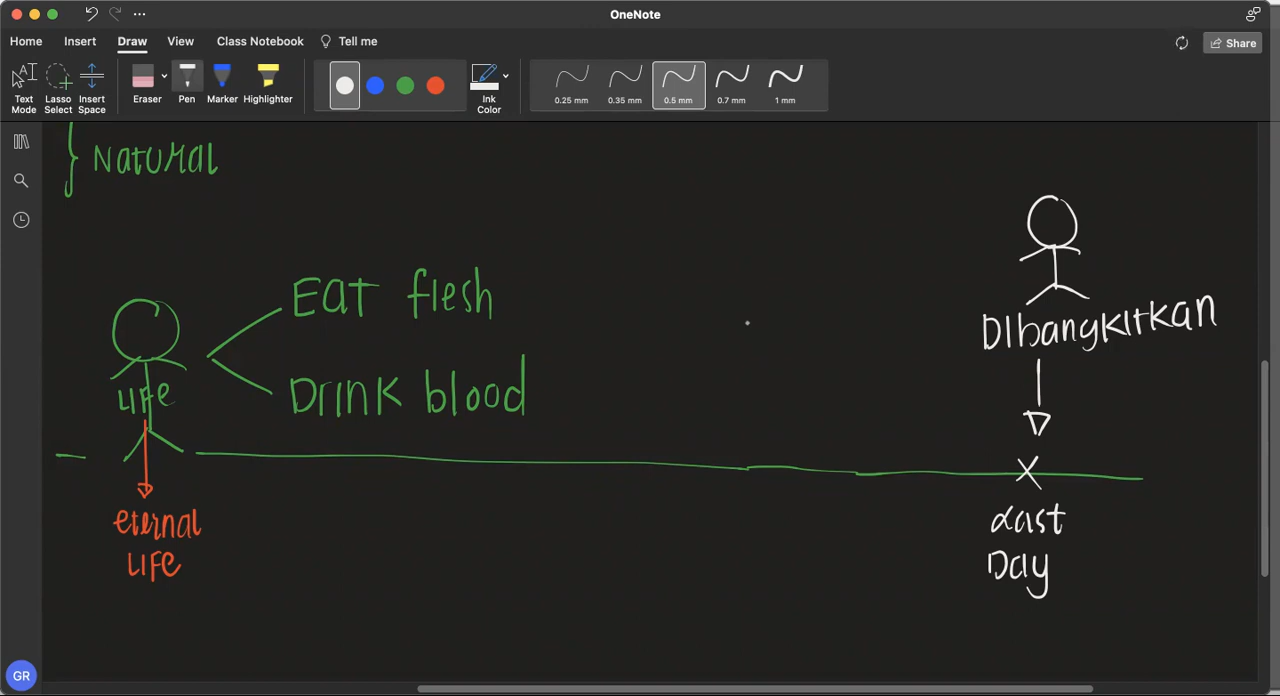 OneNote
Home Insert Draw View Class Notebook Tell me
Share
Text Mode
Lasso Select
Insert Space
Eraser
Pen
Marker
Highlighter
Ink Color
0.25 mm
0.35 mm
0.5 mm
0.7 mm
1 mm
} Natural
Eat flesh
Drink blood
LIFE
eternal
LIFE
Dibangkitkan
X
Last
Day
GR